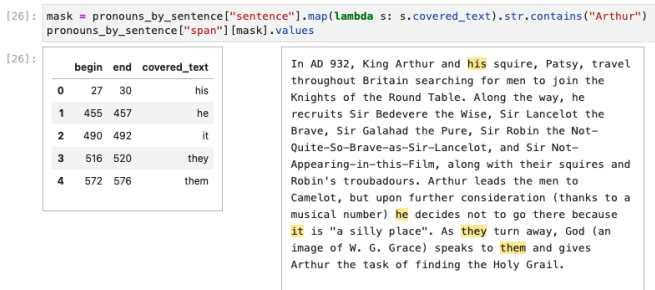 [26]: mask = pronouns_by_sentence["sentence"].map(lambda s: s.covered_text).str.contains("Arthur")
pronouns_by_sentence["span"][mask].values
[26]:
begin end covered_text
0 27 30 his
1 455 457 he
2 490 492 it
3 516 520 they
4 572 576 them
In AD 932, King Arthur and his squire, Patsy, travel
throughout Britain searching for men to join the
Knights of the Round Table. Along the way, he
recruits Sir Bedevere the Wise, Sir Lancelot the
Brave, Sir Galahad the Pure, Sir Robin the Not-
Quite-So-Brave-as-Sir-Lancelot, and Sir Not-
Appearing-in-this-Film, along with their squires and
Robin's troubadours. Arthur leads the men to
Camelot, but upon further consideration (thanks to a
musical number) he decides not to go there because
it is "a silly place". As they turn away, God (an
image of W. G. Grace) speaks to them and gives
Arthur the task of finding the Holy Grail.